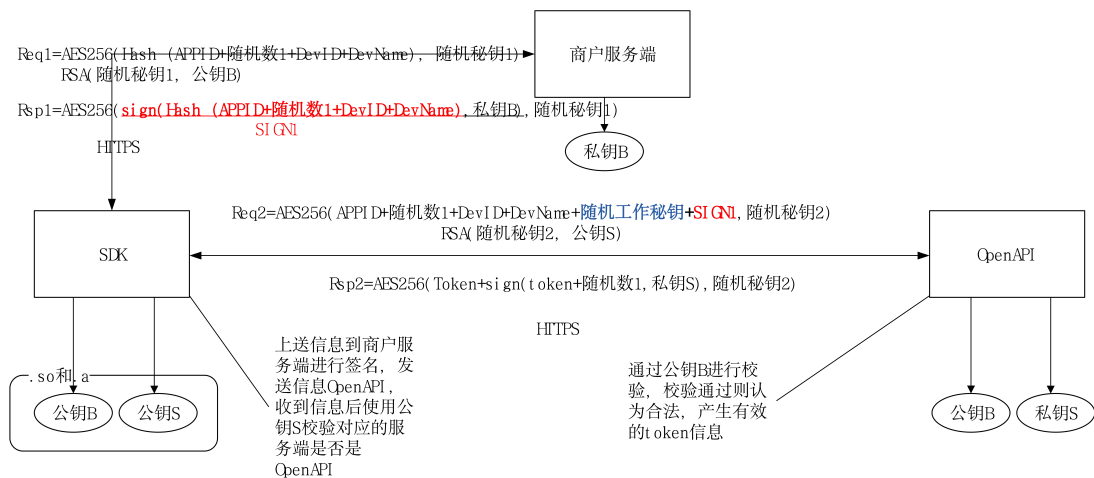 Req1=AES256(Hash (APPID+随机数1+DevID+DevName), 随机秘钥1)
RSA(随机秘钥1, 公钥B)
商户服务端
Rsp1=AES256(sign(Hash (APPID+随机数1+DevID+DevName),私钥B),随机秘钥1)
SIGN1
HTTPS
私钥B
Req2=AES256(APPID+随机数1+DevID+DevName+随机工作秘钥+SIGN1,随机秘钥2)
RSA(随机秘钥2, 公钥S)
SDK
OpenAPI
Rsp2=AES256(Token+sign(token+随机数1,私钥S),随机秘钥2)
HTTPS
上送信息到商户服
务端进行签名, 发
送信息OpenAPI,
收到信息后使用公
钥S校验对应的服
务端是否是
OpenAPI
通过公钥B进行校
验, 校验通过则认
为合法, 产生有效
的token信息
.so和.a
公钥B
公钥S
公钥B
私钥S